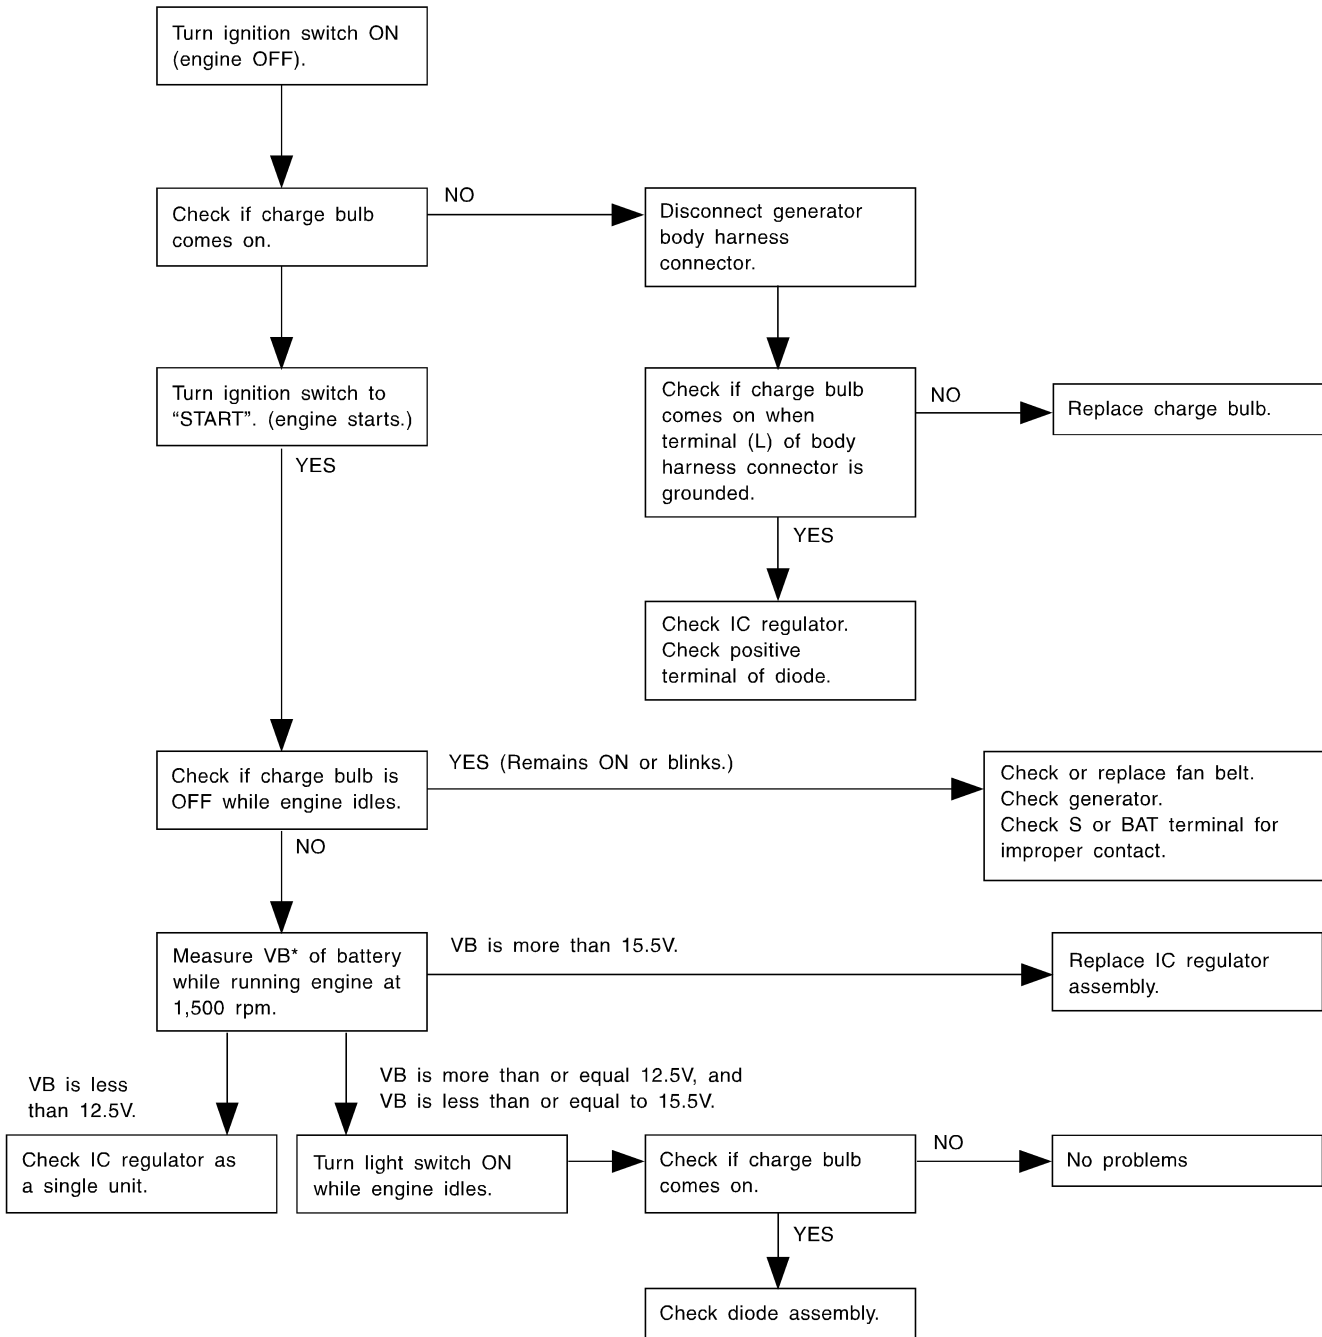 Turn ignition switch ON
(engine OFF).
Check if charge bulb
comes on.
NO
Disconnect generator
body harness
connector.
Turn ignition switch to
“START”. (engine starts.)
YES
Check if charge bulb
comes on when
terminal (L) of body
harness connector is
grounded.
NO
Replace charge bulb.
YES
Check IC regulator.
Check positive
terminal of diode.
Check if charge bulb is
OFF while engine idles.
YES (Remains ON or blinks.)
Check or replace fan belt.
Check generator.
Check S or BAT terminal for
improper contact.
NO
Measure VB* of battery
while running engine at
1,500 rpm.
VB is more than 15.5V.
Replace IC regulator
assembly.
VB is less
than 12.5V.
VB is more than or equal 12.5V, and
VB is less than or equal to 15.5V.
Check IC regulator as
a single unit.
Turn light switch ON
while engine idles.
Check if charge bulb
comes on.
NO
No problems
YES
Check diode assembly.